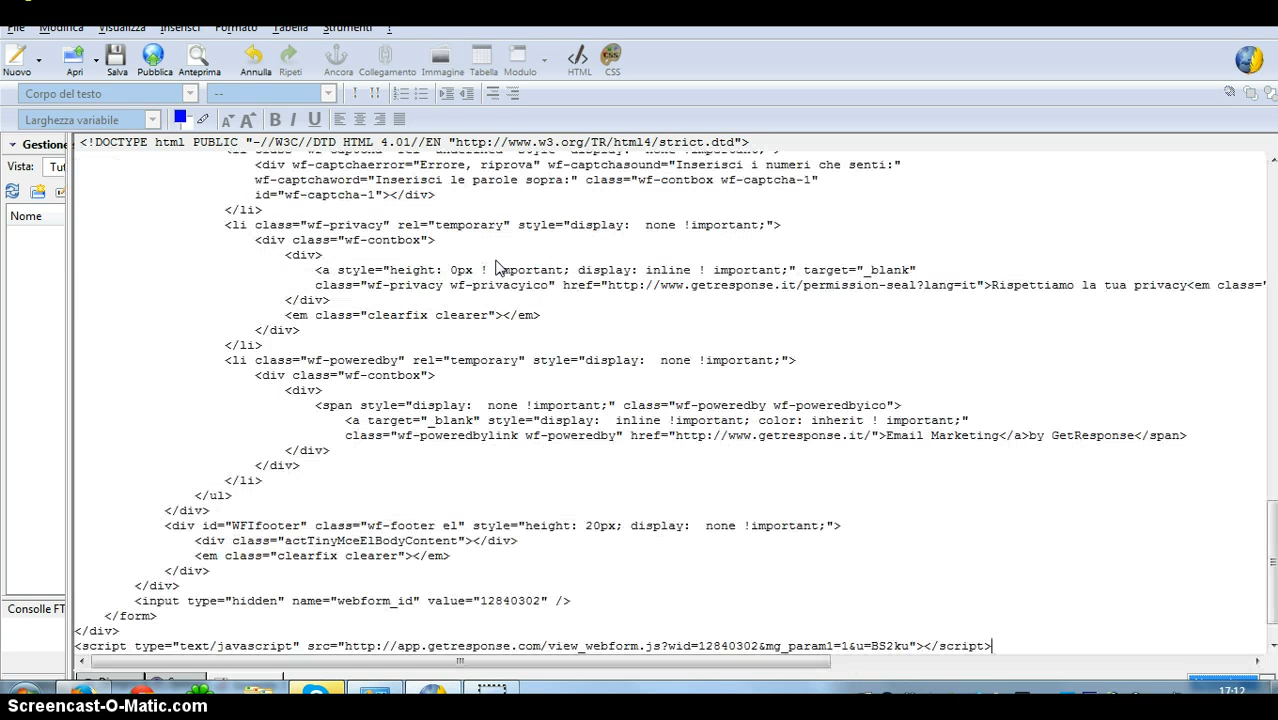 File Modifica Visualizza Inserisci Formato Tabella Strumenti !
Nuovo Apri Salva Pubblica Anteprima Annulla Ripeti Ancora Collegamento Immagine Tabella Modulo HTML CSS
Corpo del testo --
Larghezza variabile
Gestione
Vista:
Nome
Consolle FT
<!DOCTYPE html PUBLIC "-//W3C//DTD HTML 4.01//EN "http://www.w3.org/TR/html4/strict.dtd">
<div wf-captchaerror="Errore, riprova" wf-captchasound="Inserisci i numeri che senti:"
wf-captchaword="Inserisci le parole sopra:" class="wf-contbox wf-captcha-1"
id="wf-captcha-1"></div>
</li>
<li class="wf-privacy" rel="temporary" style="display:  none !important;">
<div class="wf-contbox">
<div>
<a style="height: 0px ! important; display: inline ! important;" target="_blank"
class="wf-privacy wf-privacyico" href="http://www.getresponse.it/permission-seal?lang=it">Rispettiamo la tua privacy<em class="
</div>
<em class="clearfix clearer"></em>
</div>
</li>
<li class="wf-poweredby" rel="temporary" style="display:  none !important;">
<div class="wf-contbox">
<div>
<span style="display:  none !important;" class="wf-poweredby wf-poweredbyico">
<a target="_blank" style="display:  inline !important; color: inherit ! important;"
class="wf-poweredbylink wf-poweredby" href="http://www.getresponse.it/">Email Marketing</a>by GetResponse</span>
</div>
</div>
</li>
</ul>
</div>
<div id="WFIfooter" class="wf-footer el" style="height: 20px; display:  none !important;">
<div class="actTinyMceElBodyContent"></div>
<em class="clearfix clearer"></em>
</div>
</div>
<input type="hidden" name="webform_id" value="12840302" />
</form>
</div>
<script type="text/javascript" src="http://app.getresponse.com/view_webform.js?wid=12840302&mg_param1=1&u=BS2ku"></script>
17:12
Screencast-O-Matic.com